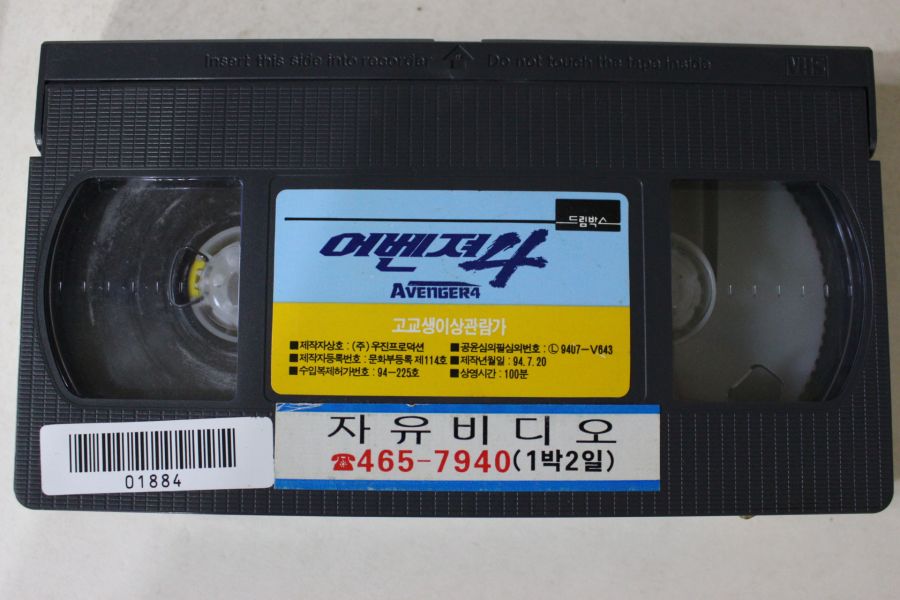 Insert this side into recorder Do not touch the tape inside VHS
드림박스
어벤져4
AVENGER4
고교생이상관람가
■제작자상호 : (주)우진프로덕션 ■공윤심의필심의번호 : Ⓛ 9407-V643
■제작자등록번호 : 문화부등록 제114호 ■제작년월일 : 94.7.20
■수입복제허가번호 : 94-225호 ■상영시간 : 100분
자유비디오
☎465-7940(1박2일)
01884